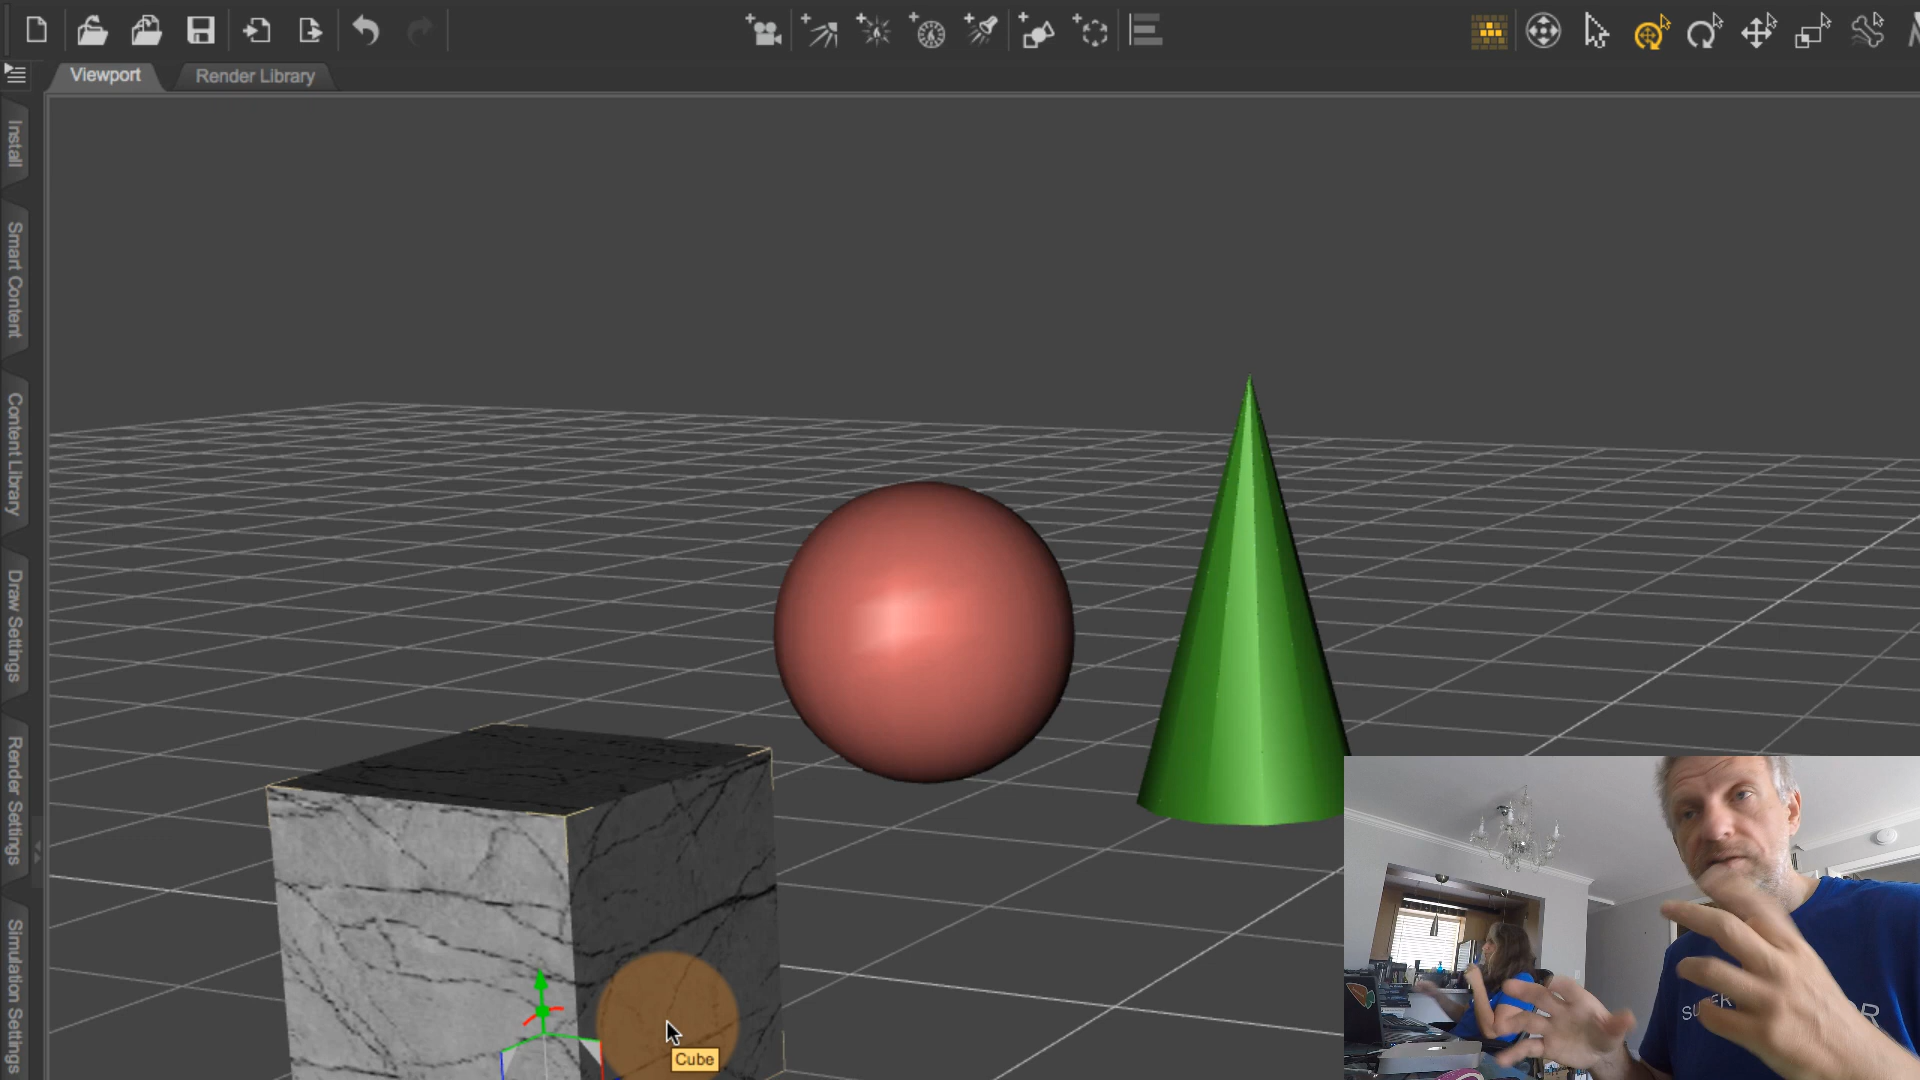 Viewport
Render Library
Install
Smart Content
Content Library
Draw Settings
Render Settings
Simulation Settings
Cube